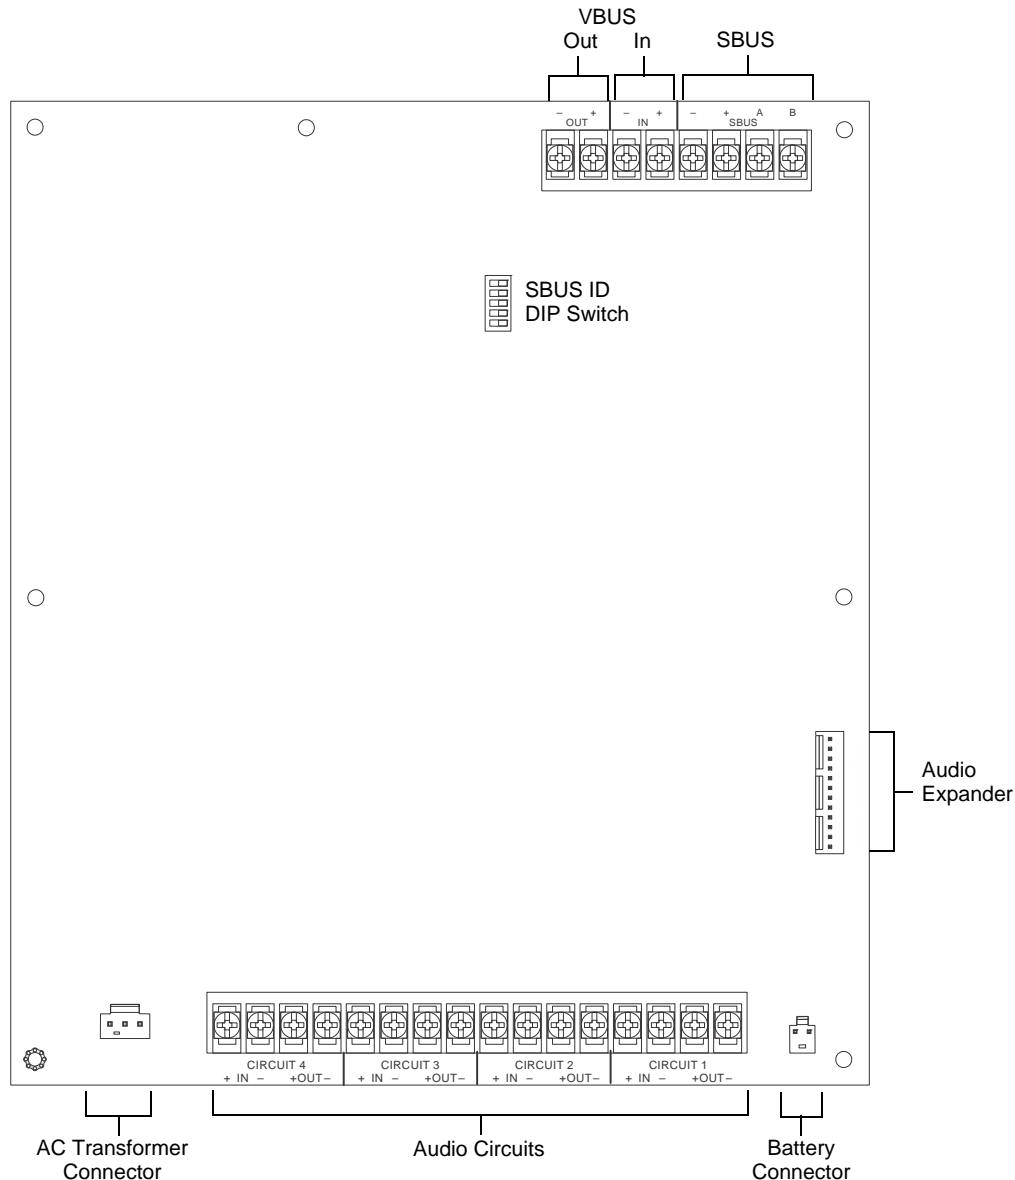 VBUS
Out In SBUS
– + – + – + A B
OUT IN SBUS
SBUS ID
DIP Switch
Audio
Expander
CIRCUIT 4 CIRCUIT 3 CIRCUIT 2 CIRCUIT 1
+ IN – +OUT– + IN – +OUT– + IN – +OUT– + IN – +OUT–
AC Transformer
Connector
Audio Circuits
Battery
Connector